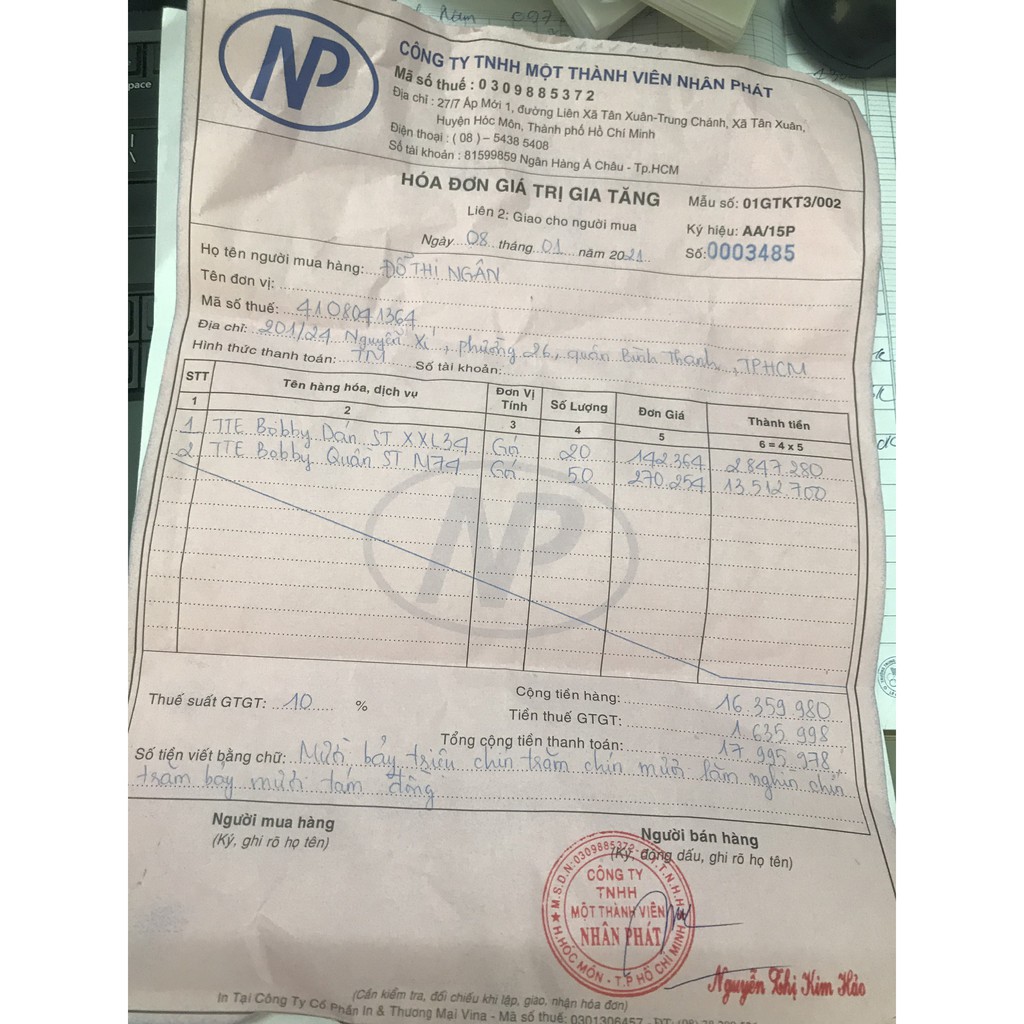 NP
CÔNG TY TNHH MỘT THÀNH VIÊN NHÂN PHÁT
Mã số thuế : 0 3 0 9 8 8 5 3 7 2
Địa chỉ : 27/7 Ấp Mới 1, đường Liên Xã Tân Xuân-Trung Chánh, Xã Tân Xuân,
Huyện Hóc Môn, Thành phố Hồ Chí Minh
Điện thoại : ( 08 ) – 5438 5408
Số tài khoản : 81599859 Ngân Hàng Á Châu - Tp.HCM
HÓA ĐƠN GIÁ TRỊ GIA TĂNG
Mẫu số: 01GTKT3/002
Liên 2: Giao cho người mua
Ký hiệu: AA/15P
Ngày 08 tháng 01 năm 2021
Số: 0003485
Họ tên người mua hàng: ĐỖ THỊ NGÂN
Tên đơn vị:
Mã số thuế: 4108041364
Địa chỉ: 201/24 Nguyễn Xí, phường 26, quận Bình Thạnh, TPHCM
Hình thức thanh toán: TM Số tài khoản:
STT Tên hàng hóa, dịch vụ Đơn Vị Tính Số Lượng Đơn Giá Thành tiền
1 2 3 4 5 6 = 4 x 5
1 TTE Bobby Dán ST XXL34 Gói 20 142.364 2.847.280
2 TTE Bobby Quần ST M74 Gói 50 270.254 13.512.700
NP
Cộng tiền hàng: 16.359.980
Thuế suất GTGT: 10 % Tiền thuế GTGT: 1.635.998
Tổng cộng tiền thanh toán: 17.995.978
Số tiền viết bằng chữ: Mười bảy triệu chín trăm chín mươi lăm nghìn chín
trăm bảy mươi tám đồng
Người mua hàng
(Ký, ghi rõ họ tên)
Người bán hàng
(Ký, đóng dấu, ghi rõ họ tên)
M.S.D.N:0309885372
CÔNG TY
TNHH
MỘT THÀNH VIÊN
NHÂN PHÁT
H.HÓC MÔN - T.P HỒ CHÍ MINH
Nguyễn Thị Kim Hảo
(Cần kiểm tra, đối chiếu khi lập, giao, nhận hóa đơn)
In Tại Công Ty Cổ Phần In & Thương Mại Vina - Mã số thuế: 0301306457